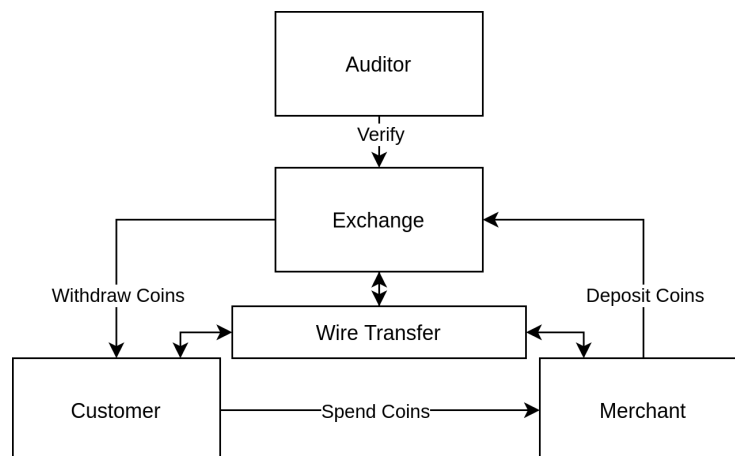 Auditor
Verify
Exchange
Withdraw Coins
Deposit Coins
Wire Transfer
Customer
Spend Coins
Merchant